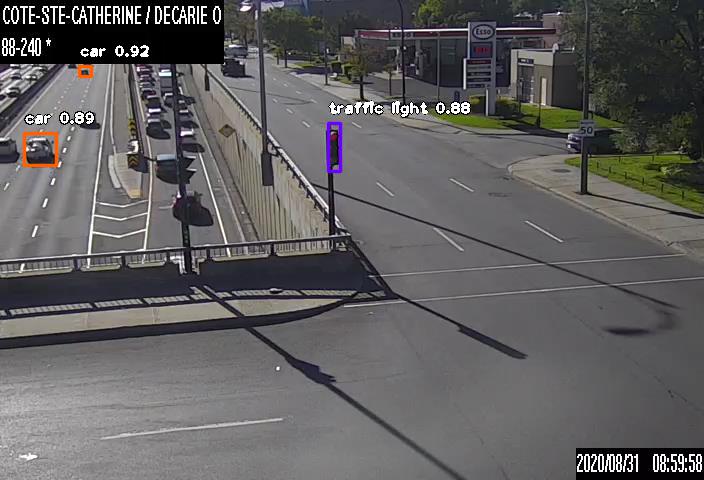 COTE-STE-CATHERINE / DECARIE O
88-240 *
car 0.92
car 0.89
traffic light 0.88
Esso
50
2020/08/31 08:59:58